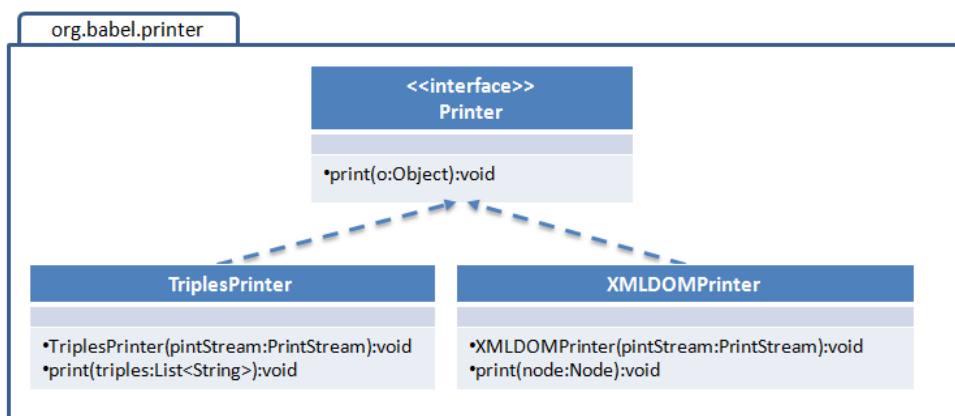 org.babel.printer
<<interface>>
Printer
•print(o:Object):void
TriplesPrinter
•TriplesPrinter(pintStream:PrintStream):void
•print(triples:List<String>):void
XMLDOMPrinter
•XMLDOMPrinter(pintStream:PrintStream):void
•print(node:Node):void